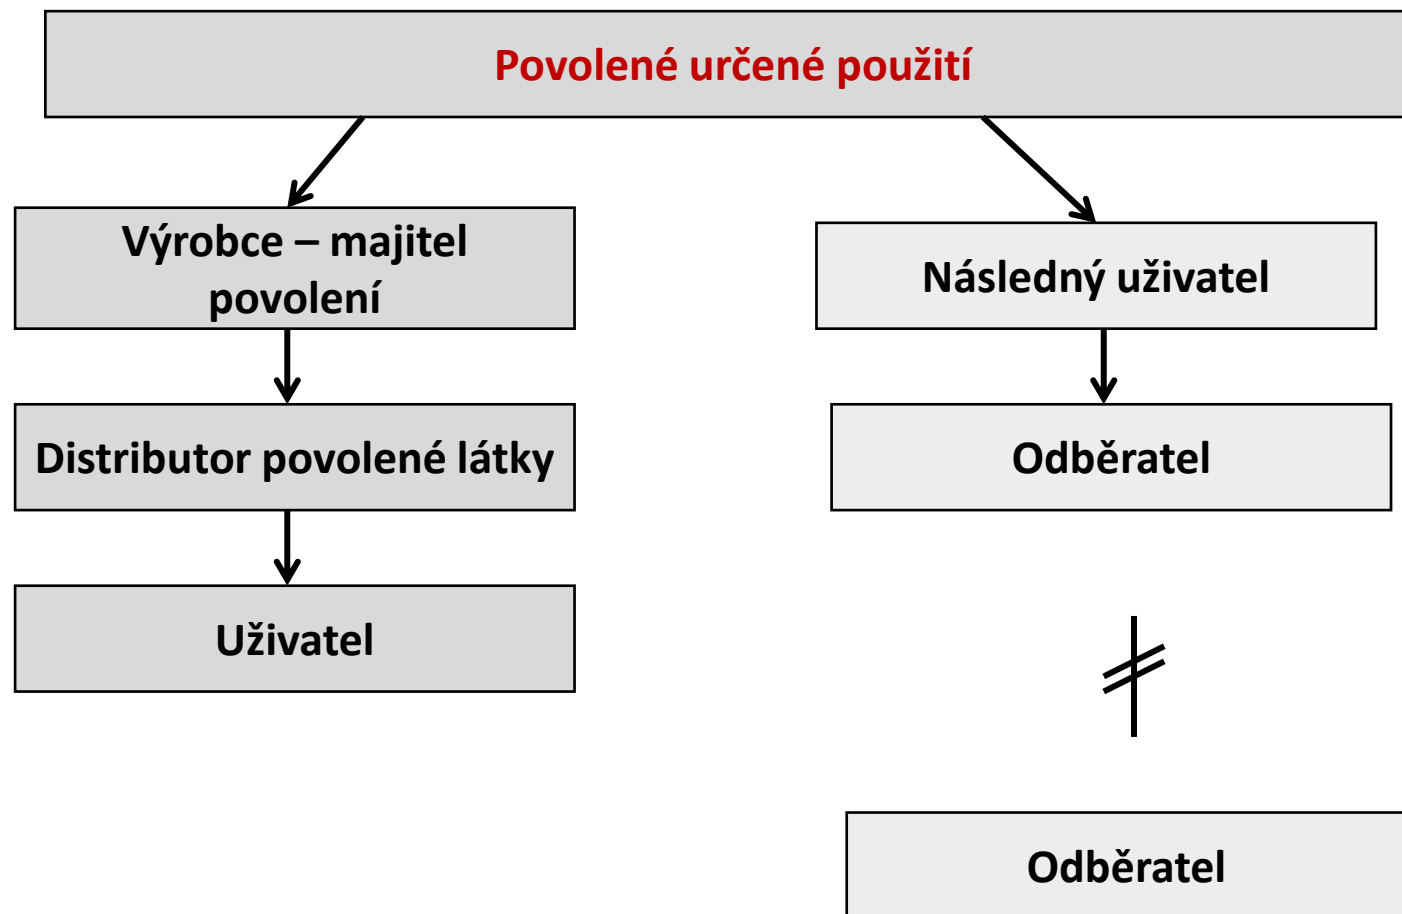 Povolené určené použití
Výrobce – majitel
povolení
Následný uživatel
Distributor povolené látky
Odběratel
Uživatel
Odběratel